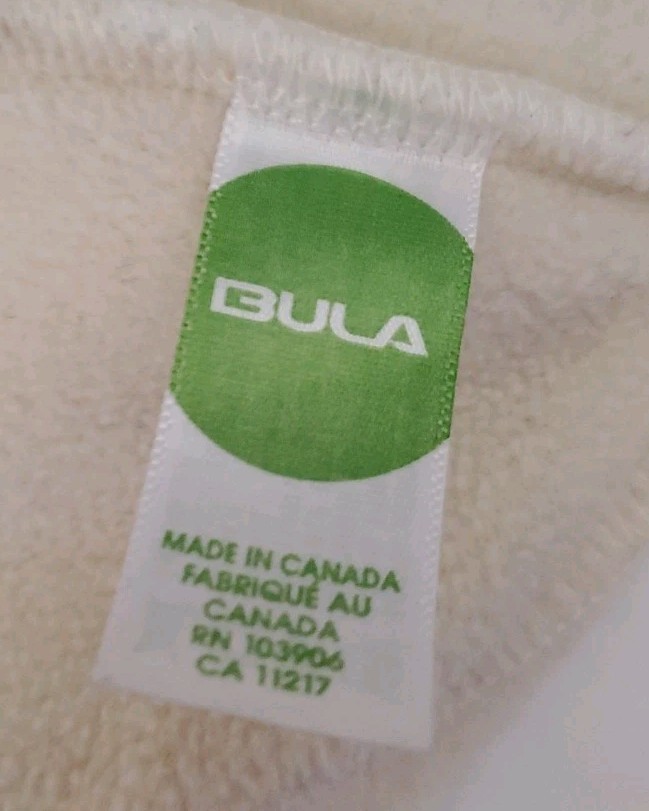 BULA
MADE IN CANADA
FABRIQUÉ AU
CANADA
RN 103906
CA 11217